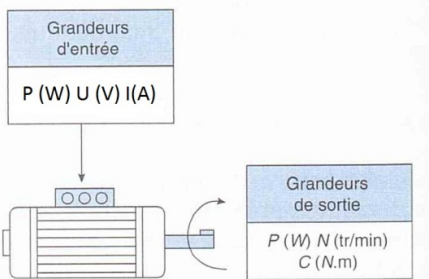 Grandeurs
d'entrée
P (W) U (V) I(A)
Grandeurs
de sortie
P (W) N (tr/min)
C (N.m)